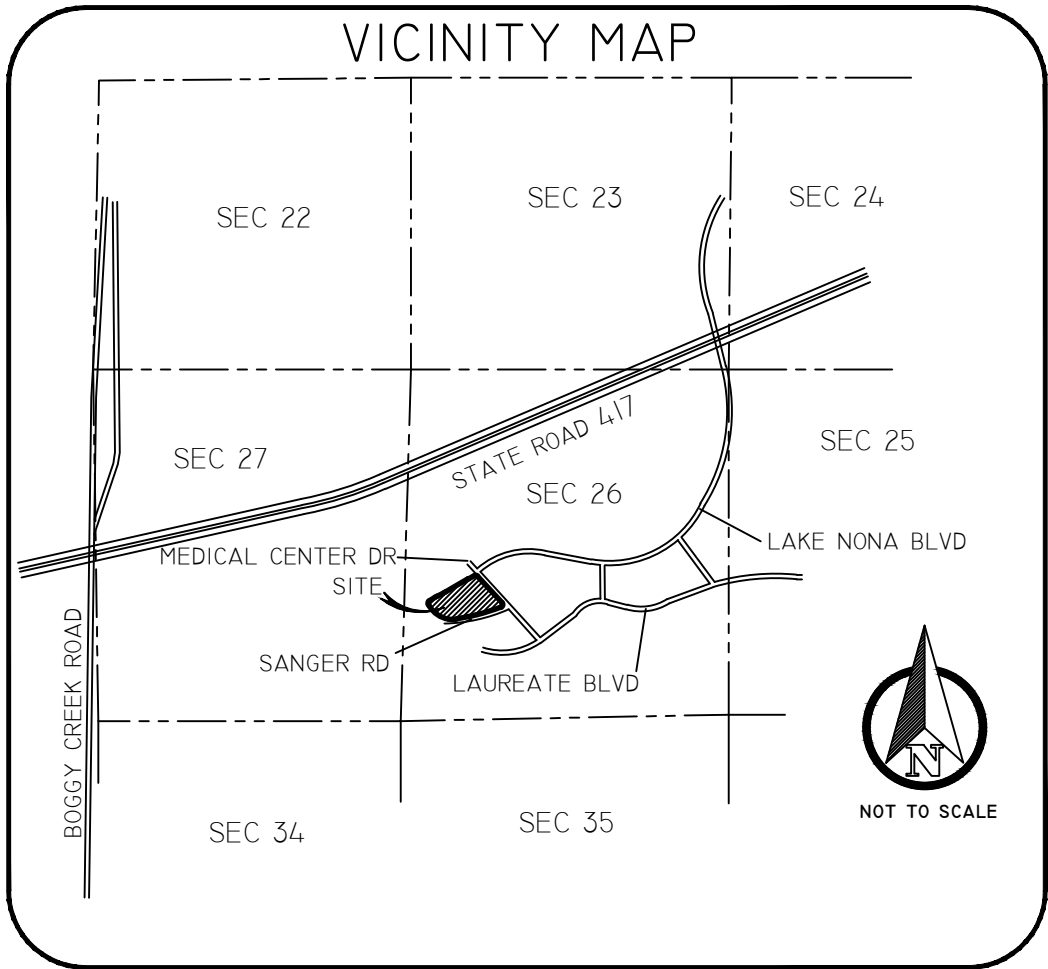 VICINITY MAP
SEC 22
SEC 23
SEC 24
STATE ROAD 417
SEC 27
SEC 25
SEC 26
LAKE NONA BLVD
MEDICAL CENTER DR
SITE
SANGER RD
LAUREATE BLVD
BOGGY CREEK ROAD
N
NOT TO SCALE
SEC 34
SEC 35